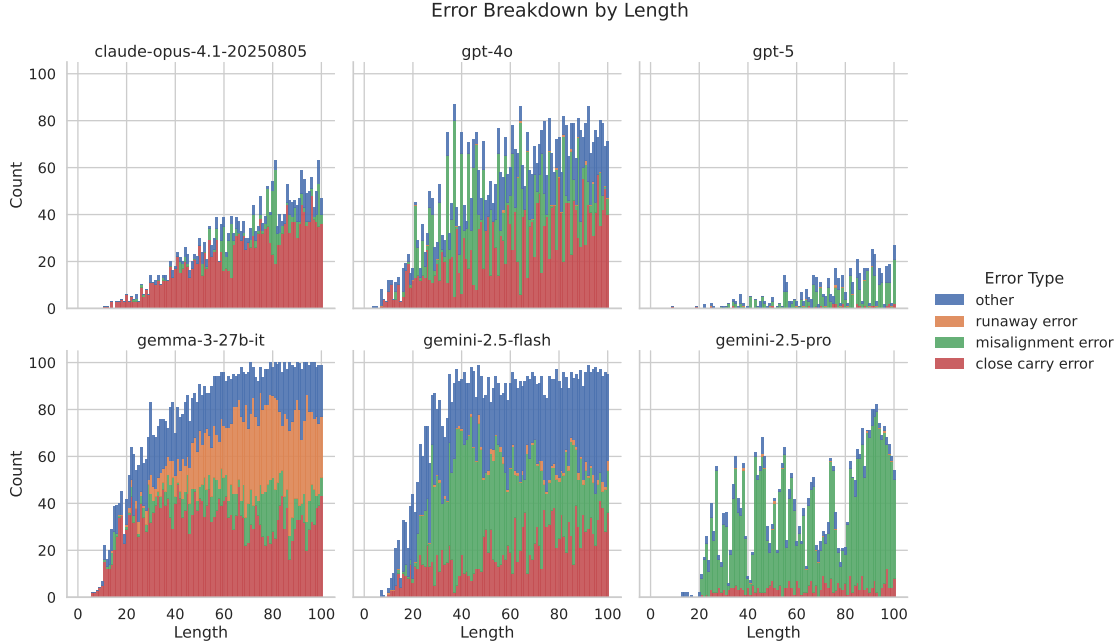 Error Breakdown by Length
claude-opus-4.1-20250805
gpt-4o
gpt-5
100
80
60
40
20
0
Count
gemma-3-27b-it
gemini-2.5-flash
gemini-2.5-pro
100
80
60
40
20
0
Count
0 20 40 60 80 100
0 20 40 60 80 100
0 20 40 60 80 100
Length
Length
Length
Error Type
other
runaway error
misalignment error
close carry error